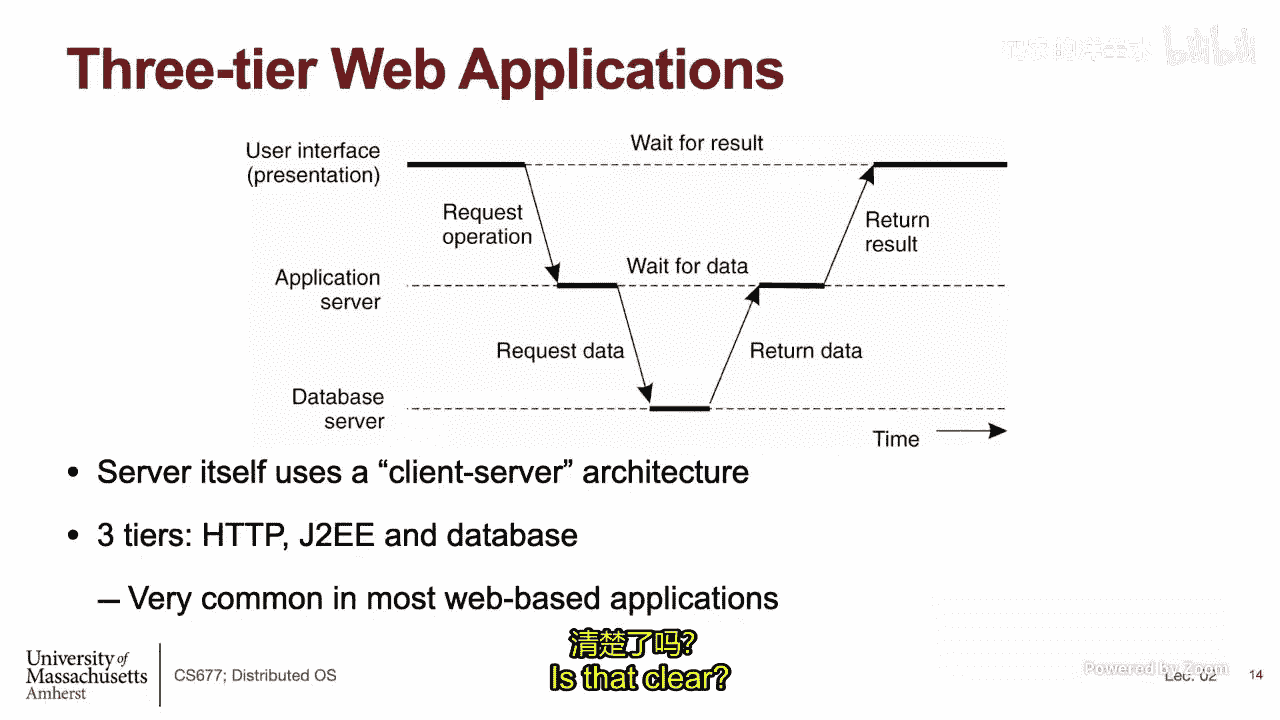 Three-tier Web Applications
bilibili
User interface
(presentation)
Wait for result
Request
operation
Return
result
Application
server
Wait for data
Request data
Return data
Database
server
Time
• Server itself uses a “client-server” architecture
• 3 tiers: HTTP, J2EE and database
– Very common in most web-based applications
清楚了吗?
Is that clear?
University of
Massachusetts
Amherst
CS677; Distributed OS
Powered by Zoom
Lec. 02
14